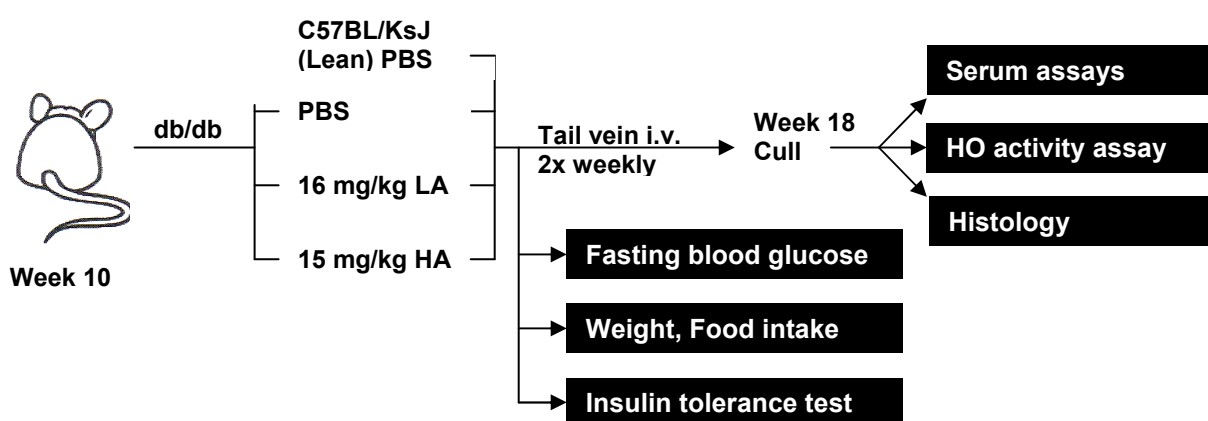 C57BL/KsJ
(Lean) PBS
db/db
PBS
16 mg/kg LA
15 mg/kg HA
Week 10
Tail vein i.v.
2x weekly
Week 18
Cull
Serum assays
HO activity assay
Histology
Fasting blood glucose
Weight, Food intake
Insulin tolerance test